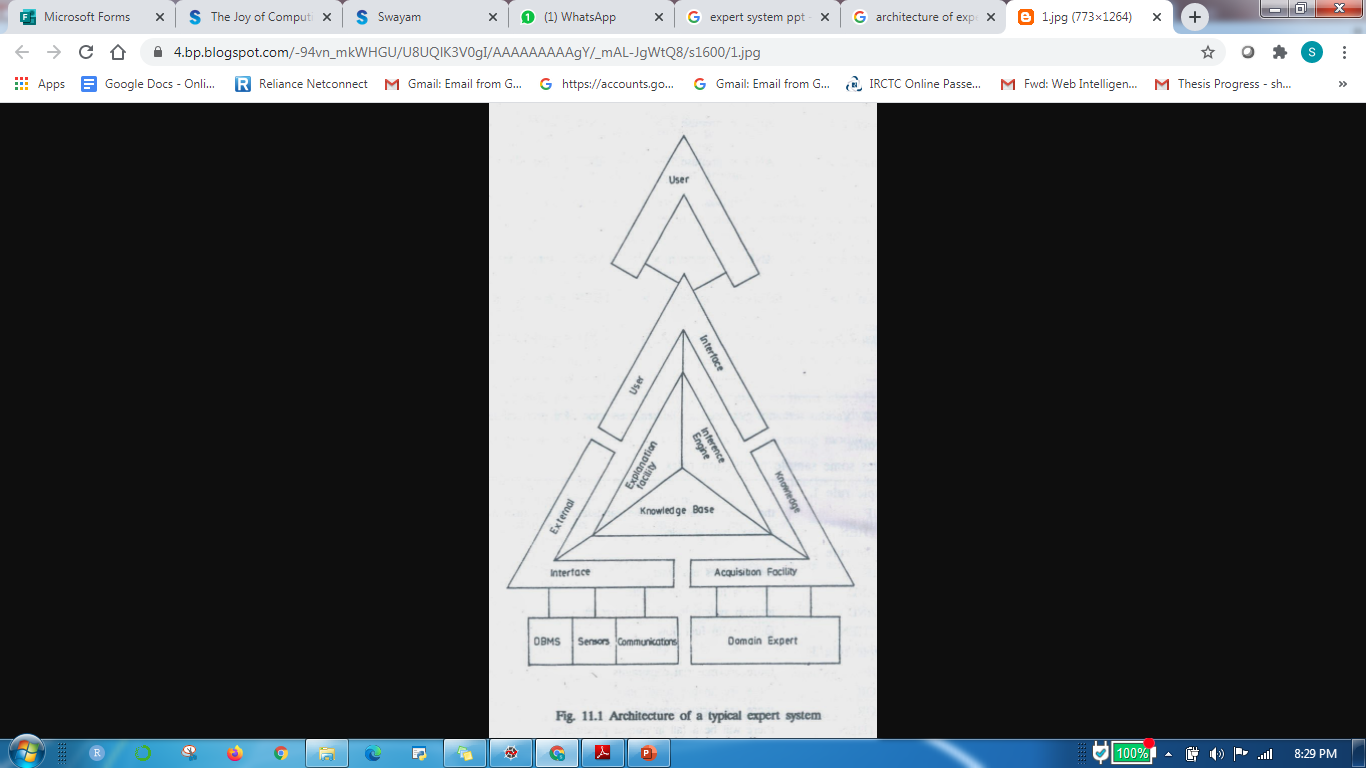 Microsoft Forms
The Joy of Computi
Swayam
(1) WhatsApp
expert system ppt -
architecture of exp
1.jpg (773×1264)
4.bp.blogspot.com/-94vn_mkWHGU/U8UQIK3V0gI/AAAAAAAAAgY/_mAL-JgWtQ8/s1600/1.jpg
S
Apps
Google Docs - Onli...
Reliance Netconnect
Gmail: Email from G...
https://accounts.go...
Gmail: Email from G...
IRCTC Online Passe...
Fwd: Web Intelligen...
Thesis Progress - sh...
»
User
User
Interface
Explanation
facility
Inference
Engine
Knowledge Base
External
Interface
Knowledge
Acquisition Facility
DBMS
Sensors
Communications
Domain Expert
Fig. 11.1 Architecture of a typical expert system
100%
8:29 PM